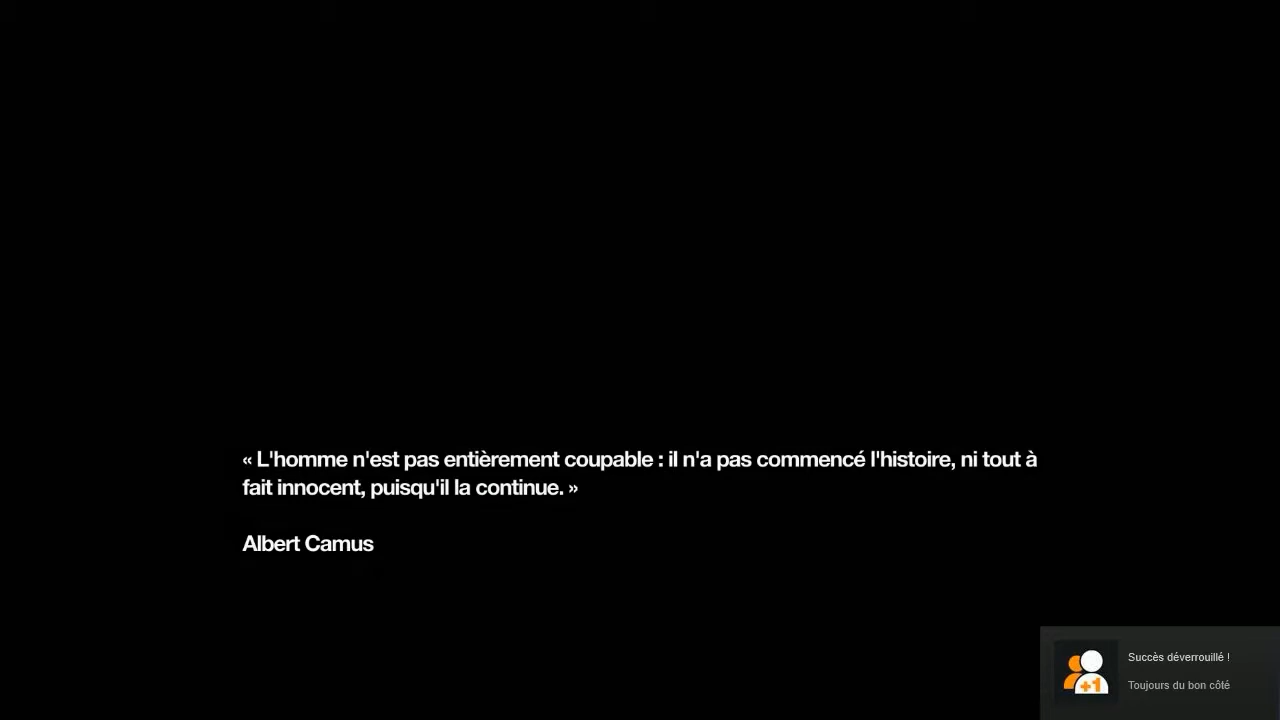 « L'homme n'est pas entièrement coupable : il n'a pas commencé l'histoire, ni tout à
fait innocent, puisqu'il la continue. »
Albert Camus
+1
Succès déverrouillé !
Toujours du bon côté